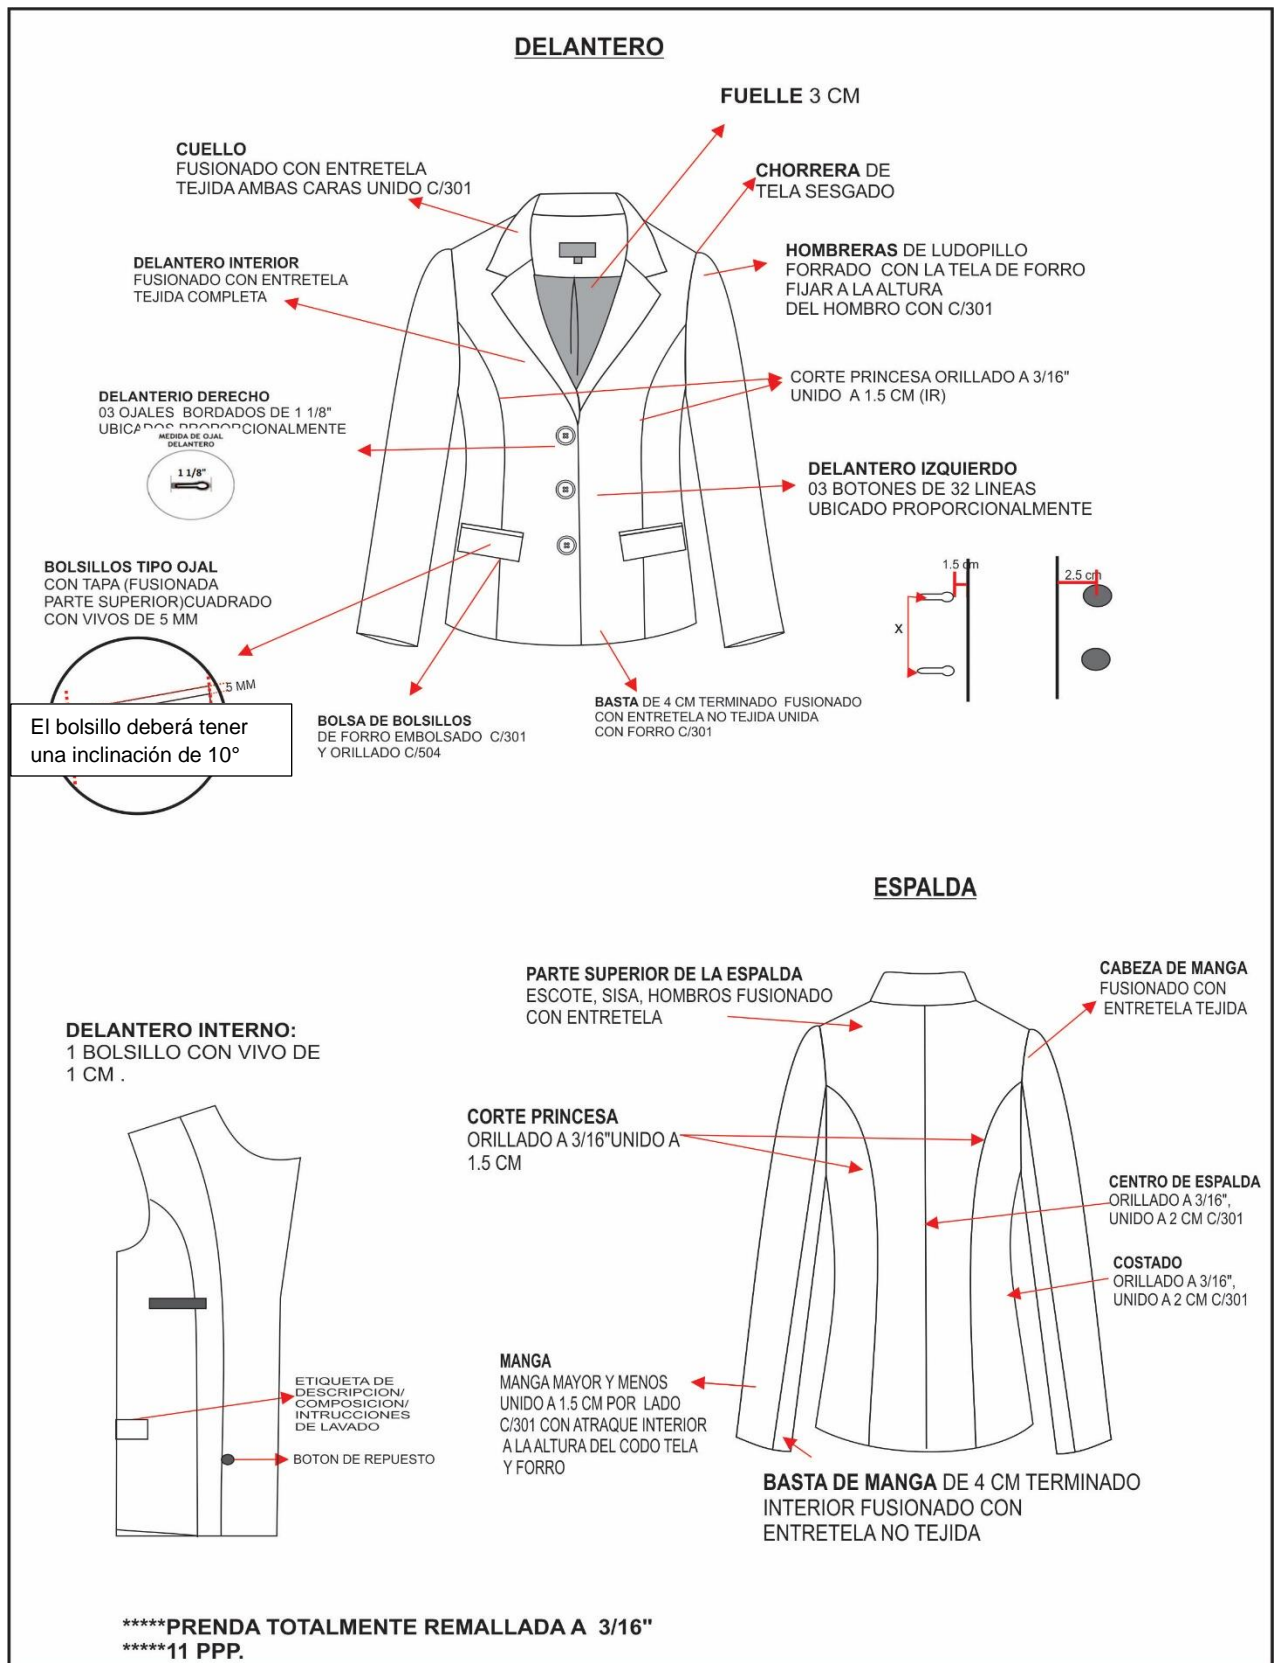 DELANTERO
FUELLE 3 CM
CUELLO
FUSIONADO CON ENTRETELA
TEJIDA AMBAS CARAS UNIDO C/301
CHORRERA DE
TELA SESGADO
DELANTERO INTERIOR
FUSIONADO CON ENTRETELA
TEJIDA COMPLETA
HOMBRERAS DE LUDOPILLO
FORRADO CON LA TELA DE FORRO
FIJAR A LA ALTURA
DEL HOMBRO CON C/301
CORTE PRINCESA ORILLADO A 3/16"
UNIDO A 1.5 CM (IR)
DELANTERIO DERECHO
03 OJALES BORDADOS DE 1 1/8"
UBICADOS PROPORCIONALMENTE
MEDIDA DE OJAL
DELANTERO
1 1/8"
DELANTERO IZQUIERDO
03 BOTONES DE 32 LINEAS
UBICADO PROPORCIONALMENTE
BOLSILLOS TIPO OJAL
CON TAPA (FUSIONADA
PARTE SUPERIOR)CUADRADO
CON VIVOS DE 5 MM
5 MM
El bolsillo deberá tener
una inclinación de 10°
1.5 cm
2.5 cm
X
BOLSA DE BOLSILLOS
DE FORRO EMBOLSADO C/301
Y ORILLADO C/504
BASTA DE 4 CM TERMINADO FUSIONADO
CON ENTRETELA NO TEJIDA UNIDA
CON FORRO C/301
ESPALDA
PARTE SUPERIOR DE LA ESPALDA
ESCOTE, SISA, HOMBROS FUSIONADO
CON ENTRETELA
CABEZA DE MANGA
FUSIONADO CON
ENTRETELA TEJIDA
DELANTERO INTERNO:
1 BOLSILLO CON VIVO DE
1 CM .
CORTE PRINCESA
ORILLADO A 3/16"UNIDO A
1.5 CM
CENTRO DE ESPALDA
ORILLADO A 3/16",
UNIDO A 2 CM C/301
COSTADO
ORILLADO A 3/16",
UNIDO A 2 CM C/301
MANGA
MANGA MAYOR Y MENOS
UNIDO A 1.5 CM POR LADO
C/301 CON ATRAQUE INTERIOR
A LA ALTURA DEL CODO TELA
Y FORRO
ETIQUETA DE
DESCRIPCION/
COMPOSICION/
INTRUCCIONES
DE LAVADO
BOTON DE REPUESTO
BASTA DE MANGA DE 4 CM TERMINADO
INTERIOR FUSIONADO CON
ENTRETELA NO TEJIDA
*****PRENDA TOTALMENTE REMALLADA A 3/16"
*****11 PPP.